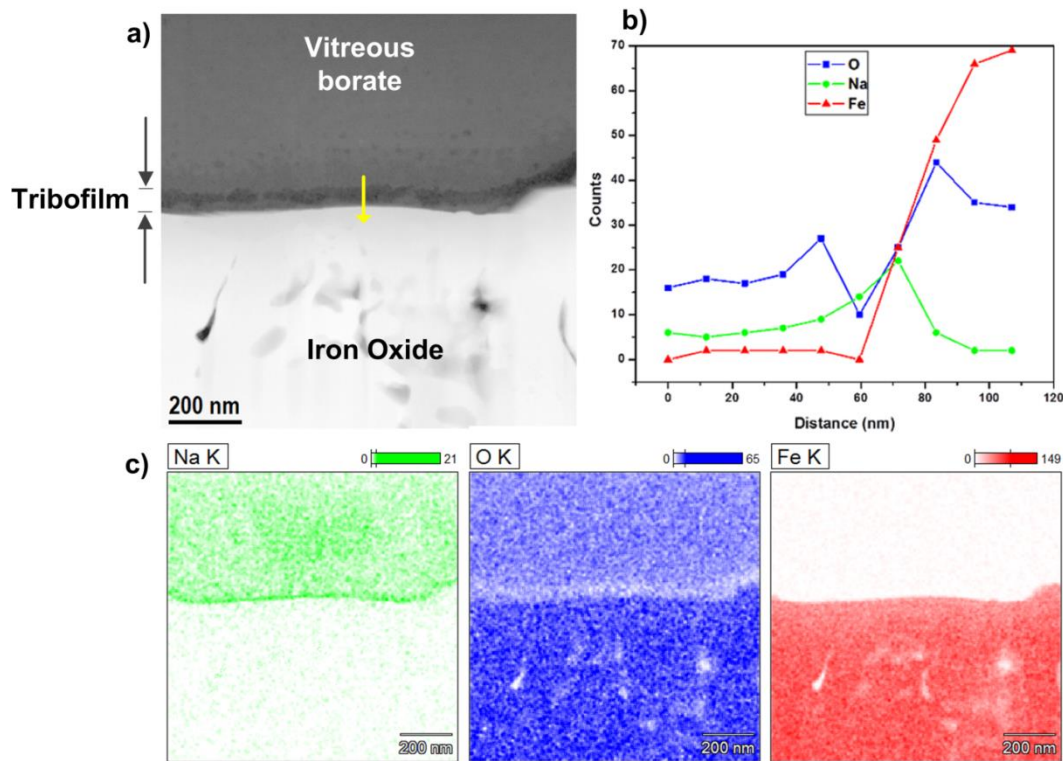 a)
Vitreous
borate
Tribofilm
Iron Oxide
200 nm
b)
70
60
50
40
30
20
10
0
Counts
O
Na
Fe
0 20 40 60 80 100 120
Distance (nm)
c)
Na K
0 21
O K
0 65
Fe K
0 149
200 nm
200 nm
200 nm